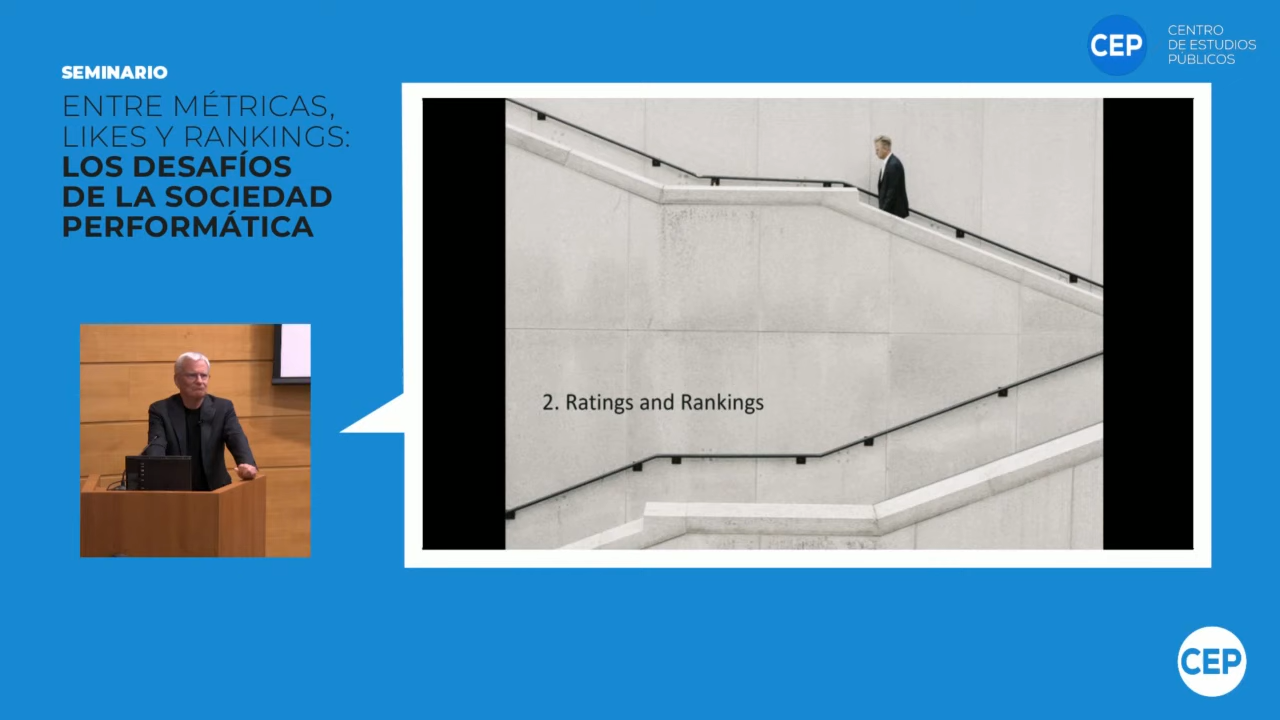 SEMINARIO
ENTRE MÉTRICAS,
LIKES Y RANKINGS:
LOS DESAFÍOS
DE LA SOCIEDAD
PERFORMÁTICA
CEP
CENTRO
DE ESTUDIOS
PÚBLICOS
2. Ratings and Rankings
CEP